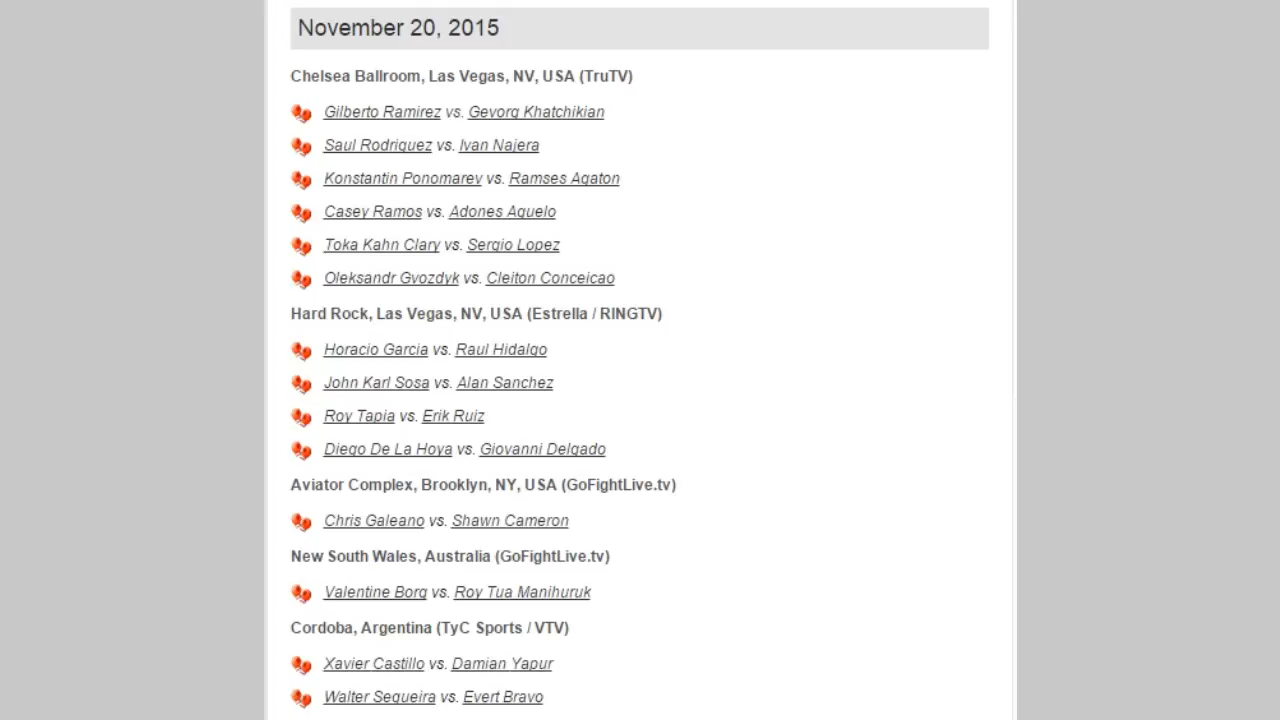 November 20, 2015
Chelsea Ballroom, Las Vegas, NV, USA (TruTV)
Gilberto Ramirez vs. Gevorg Khatchikian
Saul Rodriguez vs. Ivan Najera
Konstantin Ponomarev vs. Ramses Agaton
Casey Ramos vs. Adones Aguelo
Toka Kahn Clary vs. Sergio Lopez
Oleksandr Gvozdyk vs. Cleiton Conceicao
Hard Rock, Las Vegas, NV, USA (Estrella / RINGTV)
Horacio Garcia vs. Raul Hidalgo
John Karl Sosa vs. Alan Sanchez
Roy Tapia vs. Erik Ruiz
Diego De La Hoya vs. Giovanni Delgado
Aviator Complex, Brooklyn, NY, USA (GoFightLive.tv)
Chris Galeano vs. Shawn Cameron
New South Wales, Australia (GoFightLive.tv)
Valentine Borg vs. Roy Tua Manihuruk
Cordoba, Argentina (TyC Sports / VTV)
Xavier Castillo vs. Damian Yapur
Walter Sequeira vs. Evert Bravo